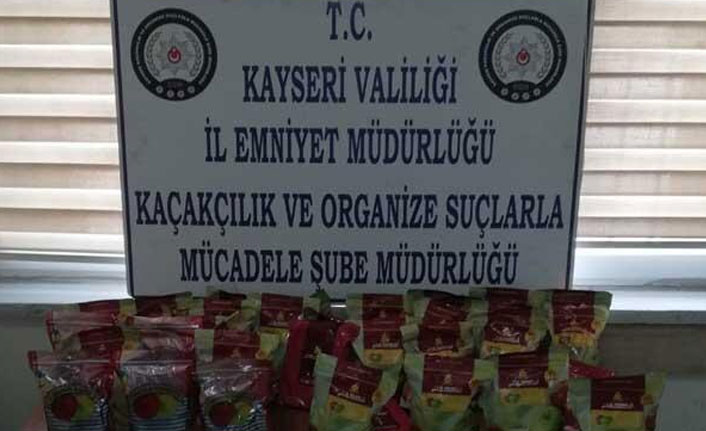 T.C.
KAYSERİ VALİLİĞİ
İL EMNİYET MÜDÜRLÜĞÜ
KAÇAKÇILIK VE ORGANİZE SUÇLARLA
MÜCADELE ŞUBE MÜDÜRLÜĞÜ